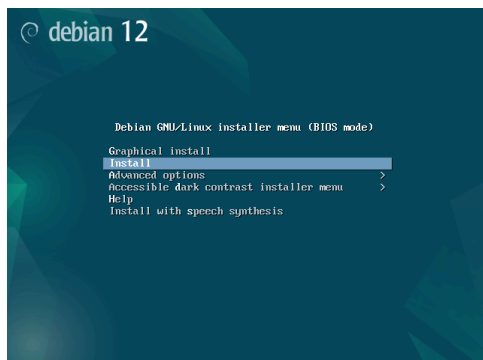 debian 12
Debian GNU/Linux installer menu (BIOS mode)
Graphical install
Install
Advanced options >
Accessible dark contrast installer menu >
Help
Install with speech synthesis